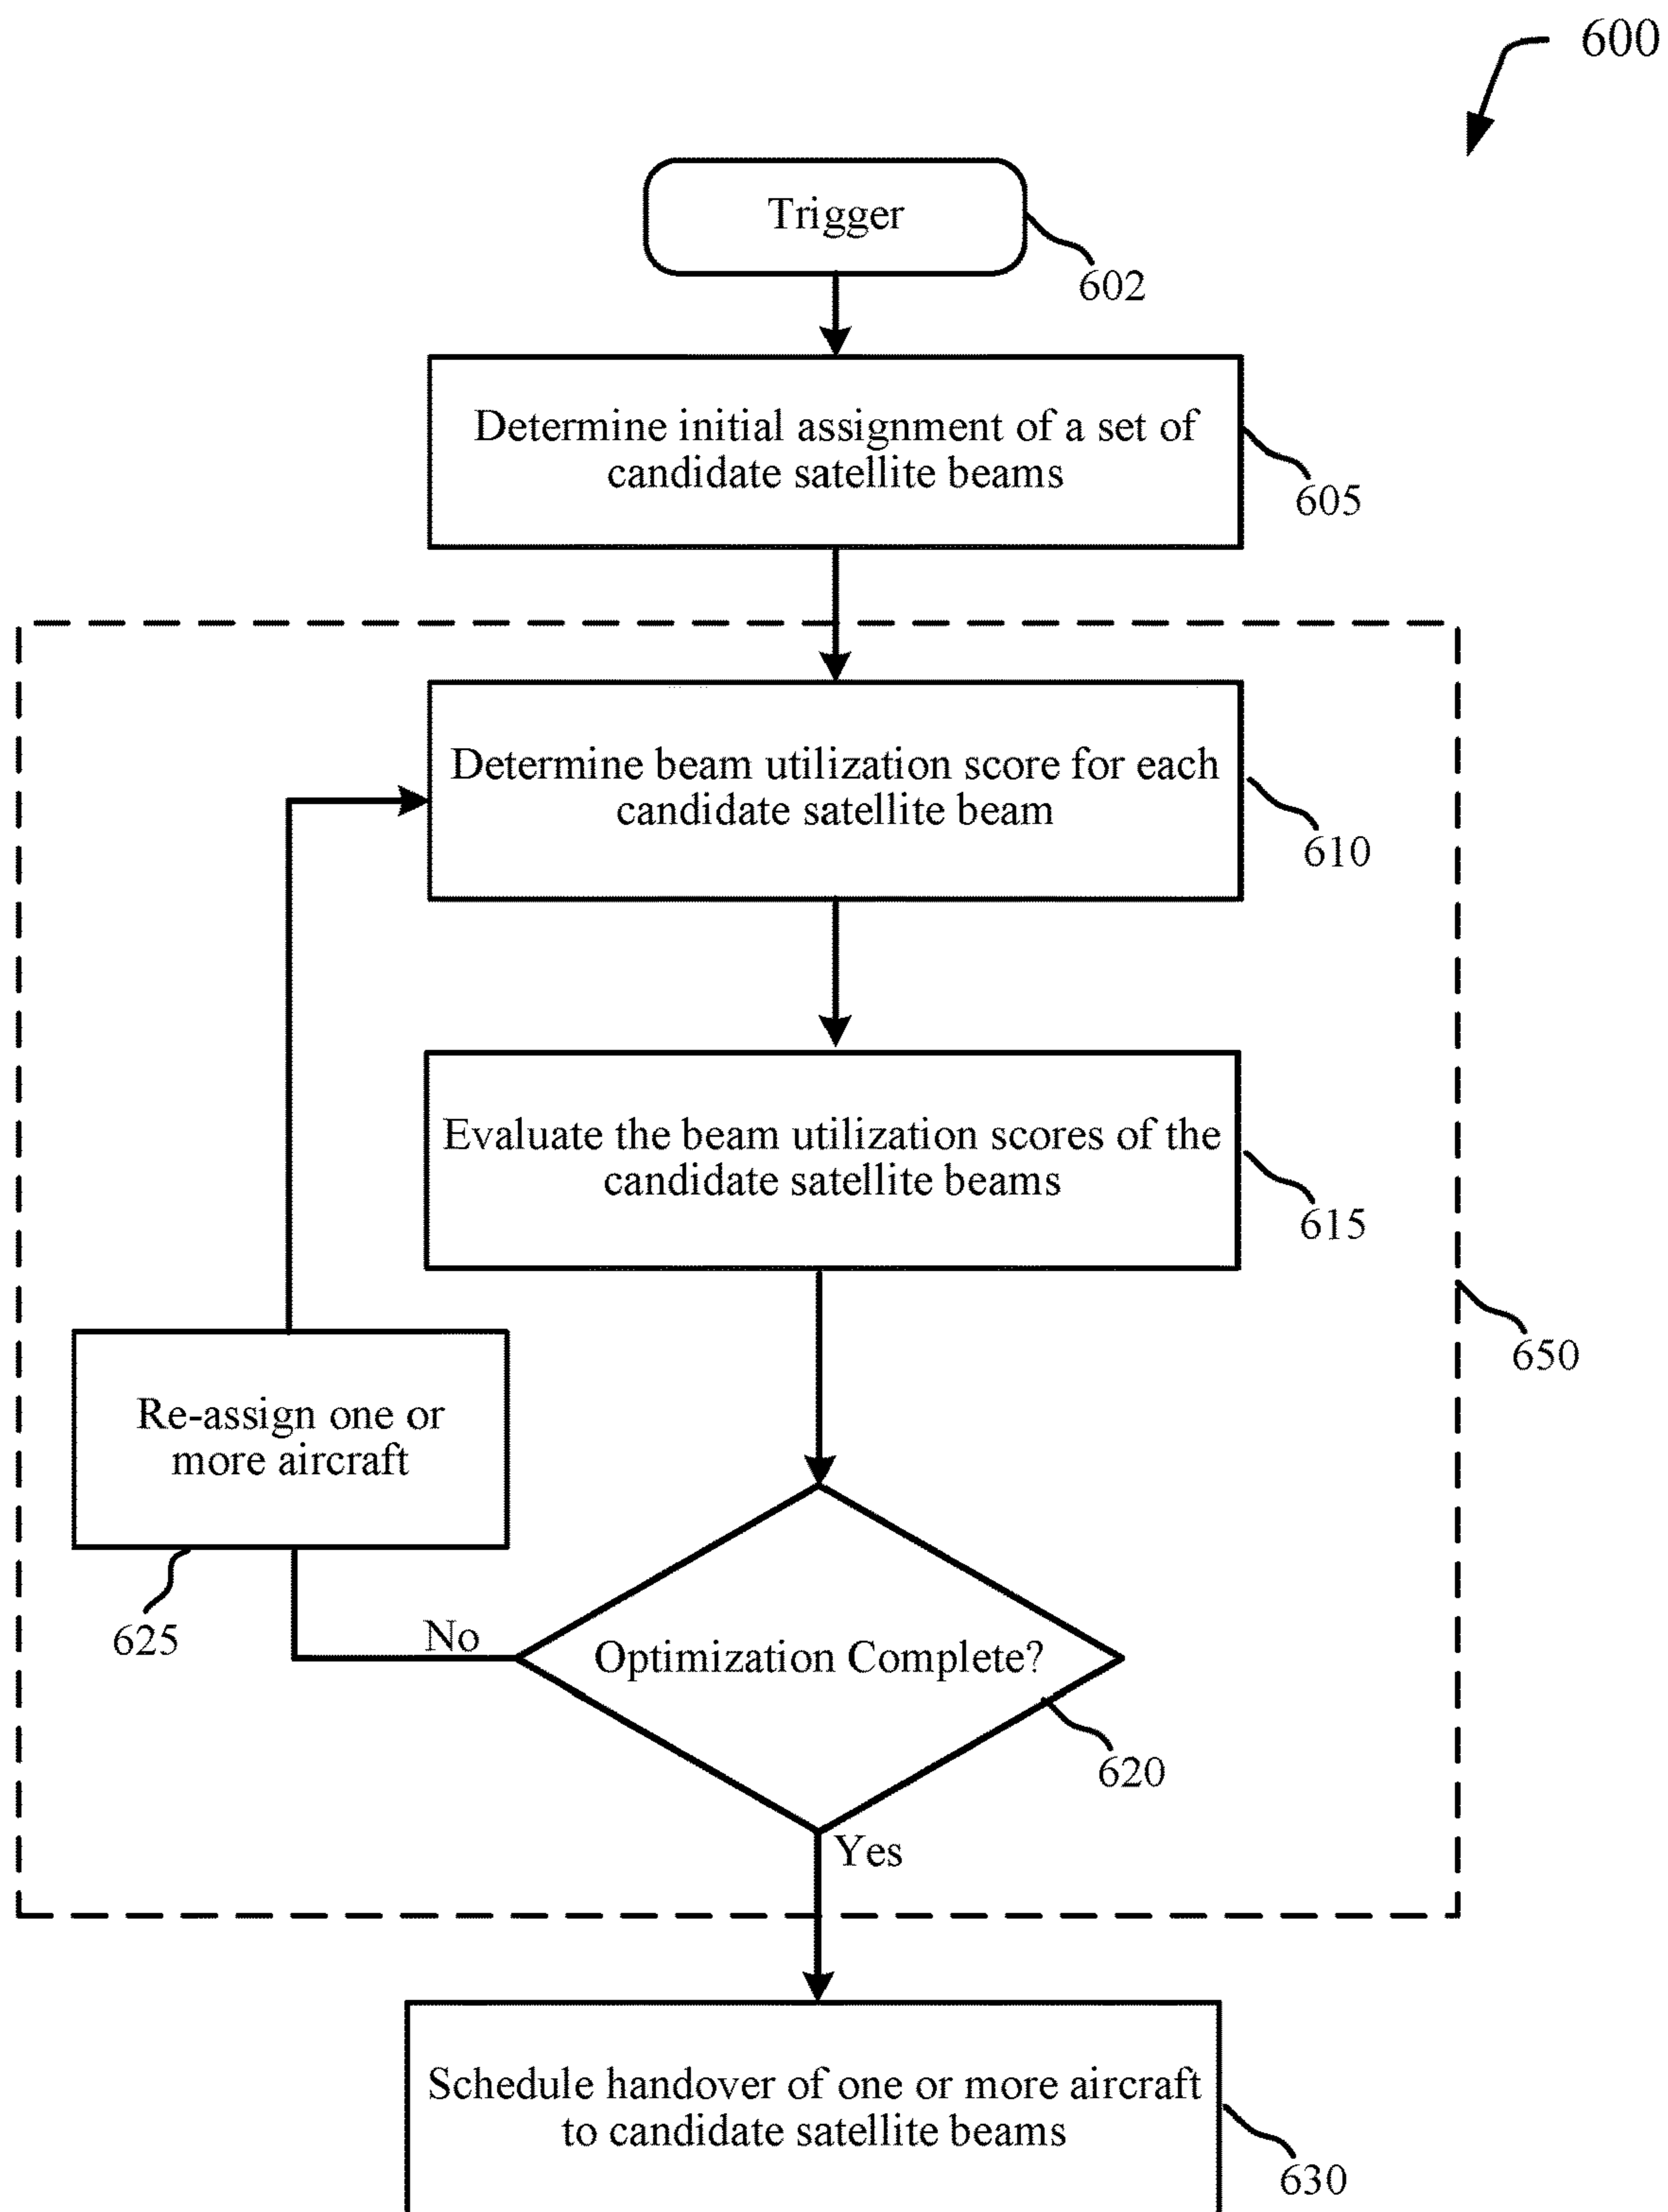 600
Trigger
602
Determine initial assignment of a set of
candidate satellite beams
605
Determine beam utilization score for each
candidate satellite beam
610
Evaluate the beam utilization scores of the
candidate satellite beams
615
650
Re-assign one or
more aircraft
625
No
Optimization Complete?
620
Yes
Schedule handover of one or more aircraft
to candidate satellite beams
630